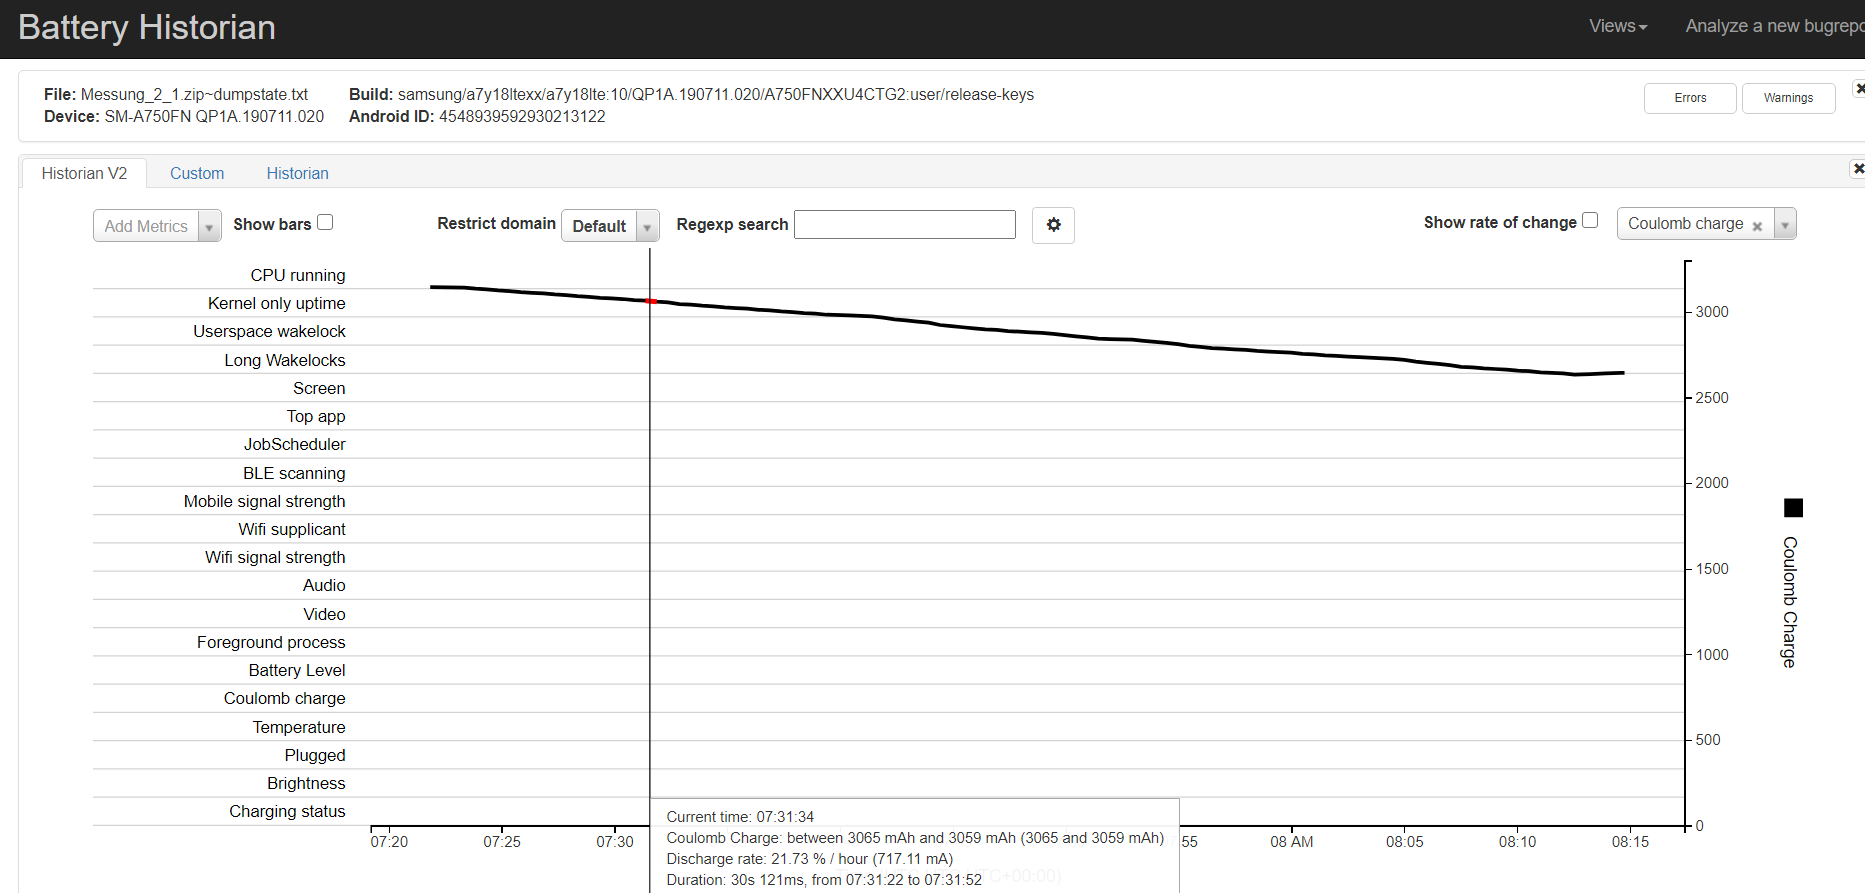 Battery Historian
Views
Analyze a new bugrepo
File: Messung_2_1.zip~dumpstate.txt
Build: samsung/a7y18ltexx/a7y18lte:10/QP1A.190711.020/A750FNXXU4CTG2:user/release-keys
Device: SM-A750FN QP1A.190711.020
Android ID: 4548939592930213122
Errors
Warnings
Historian V2
Custom
Historian
Add Metrics
Show bars
Restrict domain
Default
Regexp search
Show rate of change
Coulomb charge
CPU running
Kernel only uptime
Userspace wakelock
Long Wakelocks
Screen
Top app
JobScheduler
BLE scanning
Mobile signal strength
Wifi supplicant
Wifi signal strength
Audio
Video
Foreground process
Battery Level
Coulomb charge
Temperature
Plugged
Brightness
Charging status
3000
2500
2000
1500
1000
500
0
Coulomb Charge
07:20
07:25
07:30
55
08 AM
08:05
08:10
08:15
Current time: 07:31:34
Coulomb Charge: between 3065 mAh and 3059 mAh (3065 and 3059 mAh)
Discharge rate: 21.73 % / hour (717.11 mA)
Duration: 30s 121ms, from 07:31:22 to 07:31:52